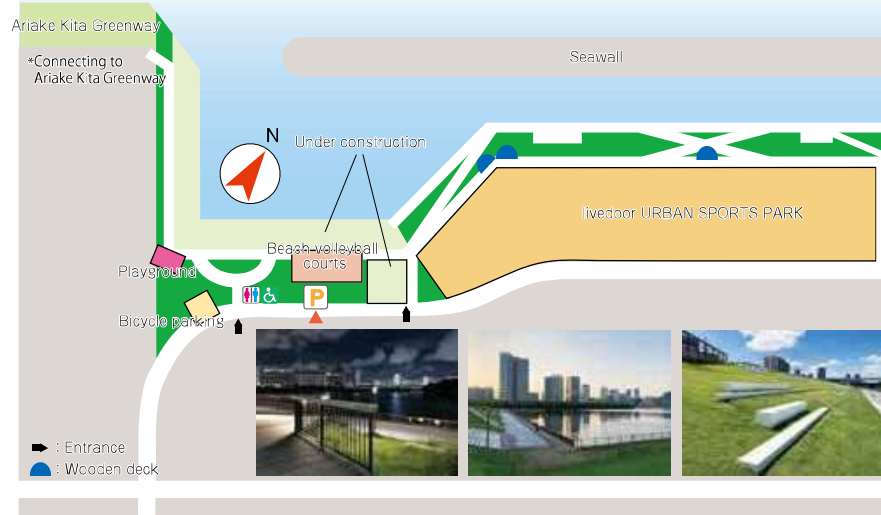 Ariake Kita Greenway
*Connecting to
Ariake Kita Greenway
Seawall
N
Under construction
livedoor URBAN SPORTS PARK
Beach volleyball
courts
Playground
P
Bicycle parking
: Entrance
: Wooden deck